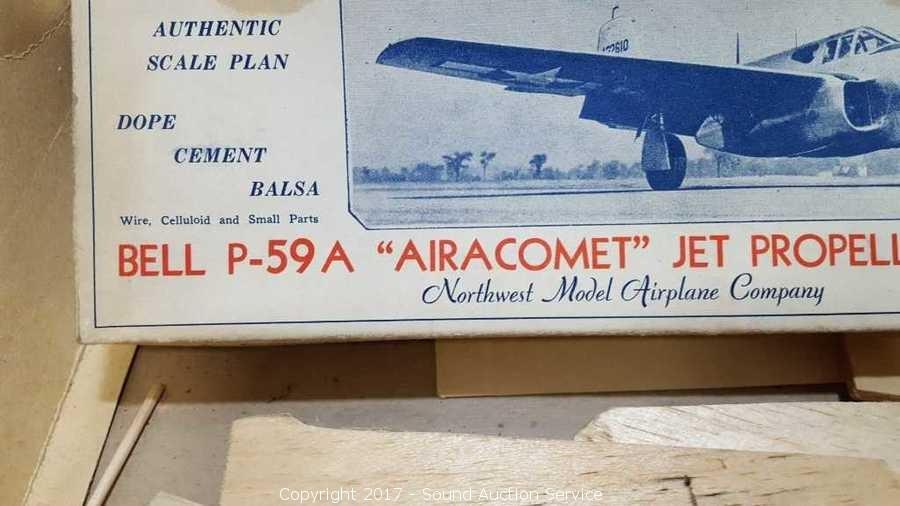 AUTHENTIC
SCALE PLAN
DOPE
CEMENT
BALSA
Wire, Celluloid and Small Parts
BELL P-59A “AIRACOMET” JET PROPELL
Northwest Model Airplane Company
Copyright 2017 - Sound Auction Service